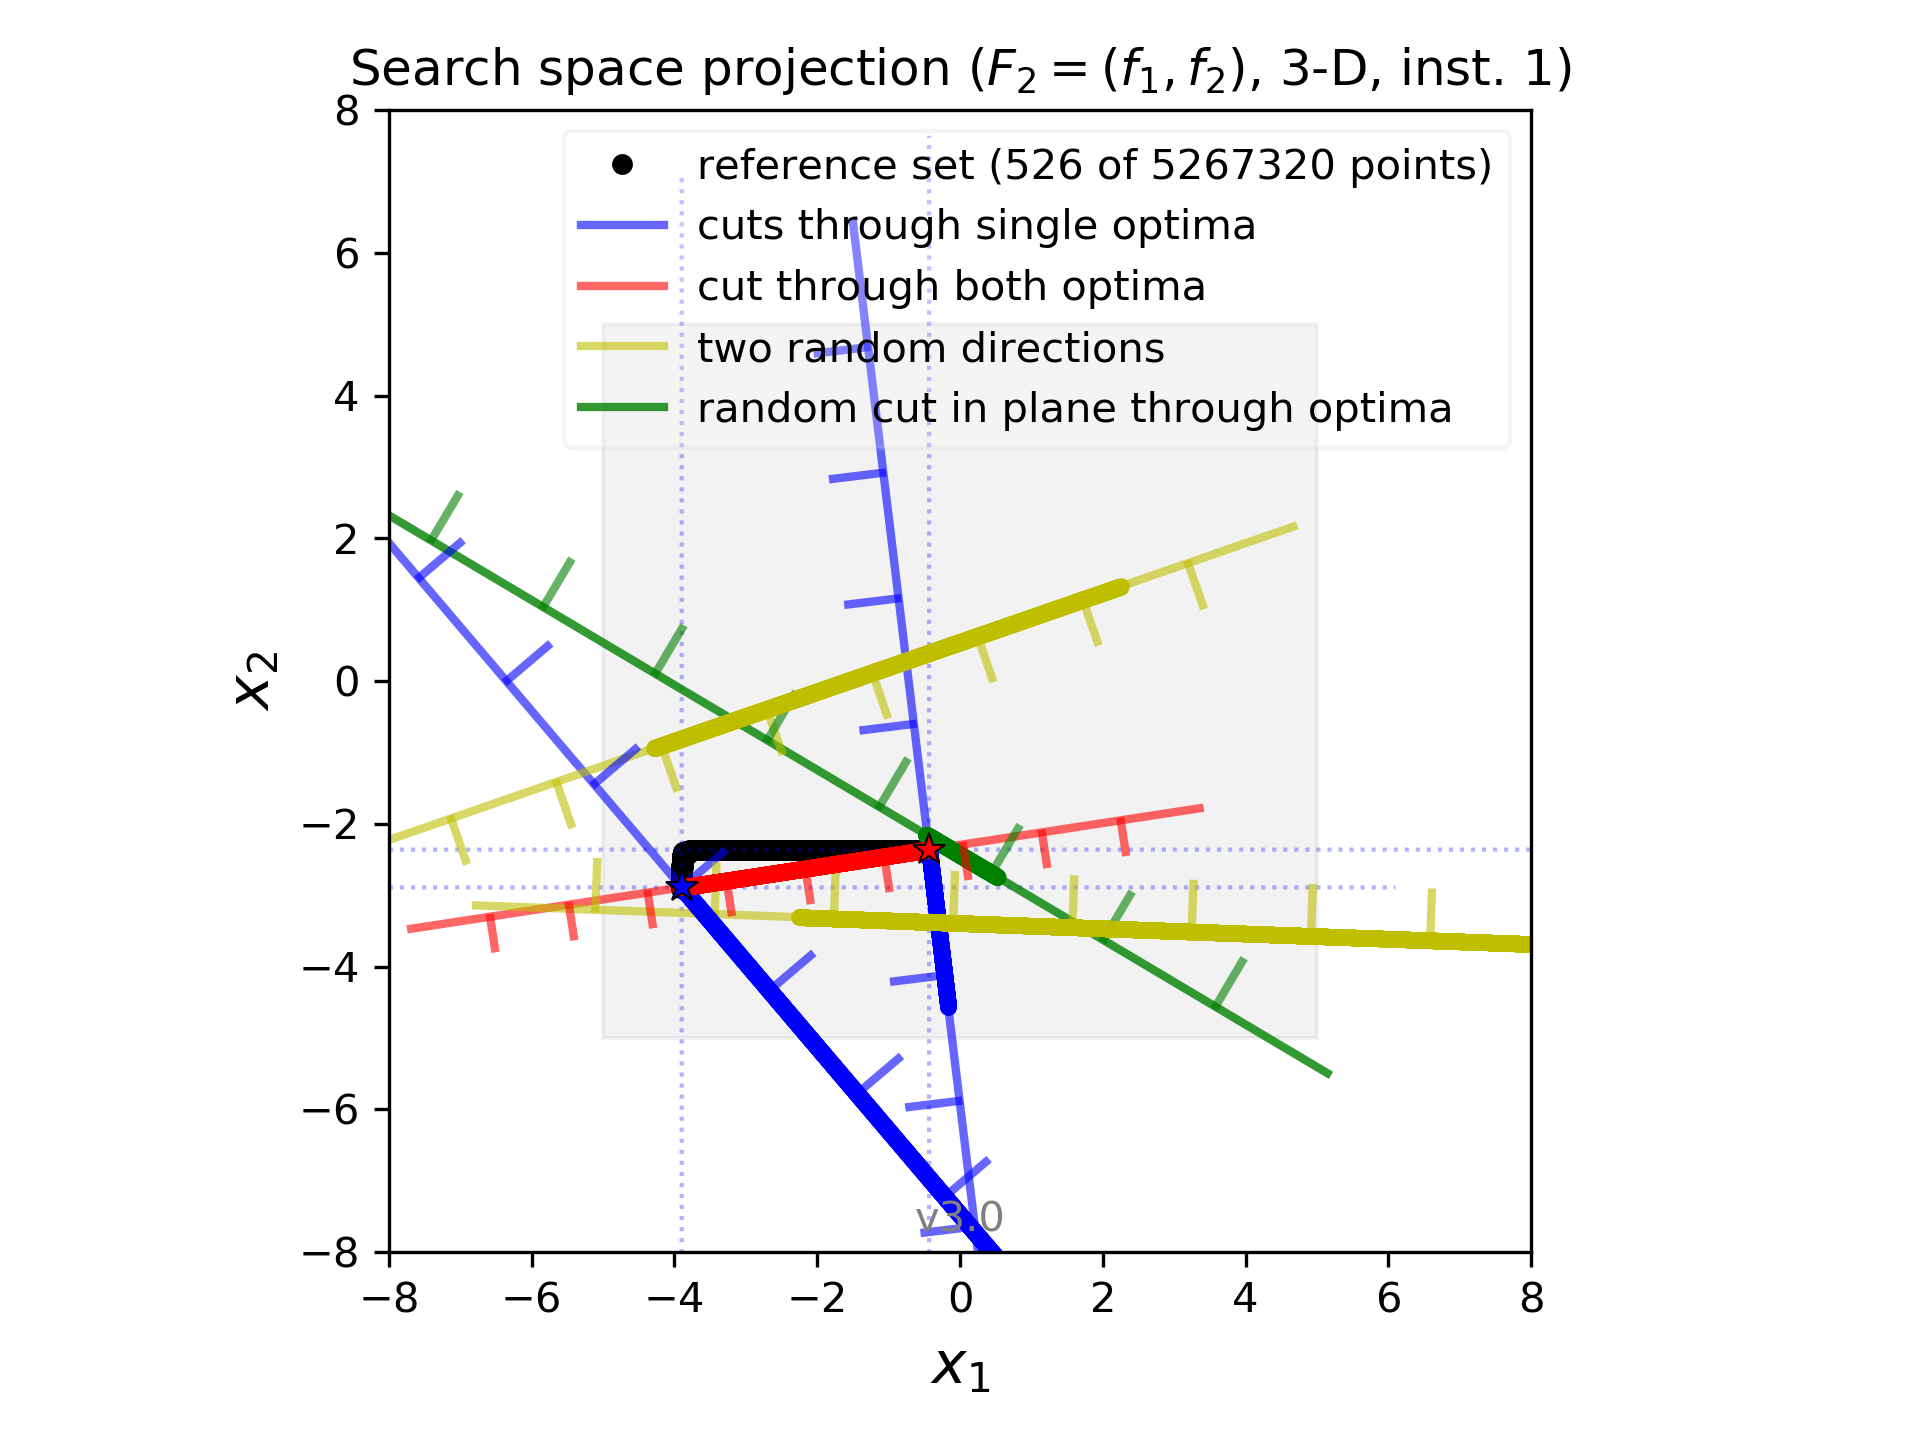 Search space projection (F₂ = (f₁, f₂), 3-D, inst. 1)
8
6
4
2
0
−2
−4
−6
−8
x₂
reference set (526 of 5267320 points)
cuts through single optima
cut through both optima
two random directions
random cut in plane through optima
v3.0
−8 −6 −4 −2 0 2 4 6 8
x₁